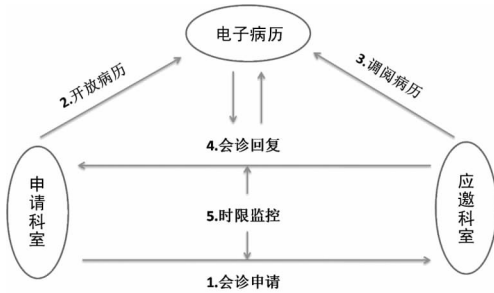 电子病历
2.开放病历
3.调阅病历
4.会诊回复
申请科室
应邀科室
5.时限监控
1.会诊申请